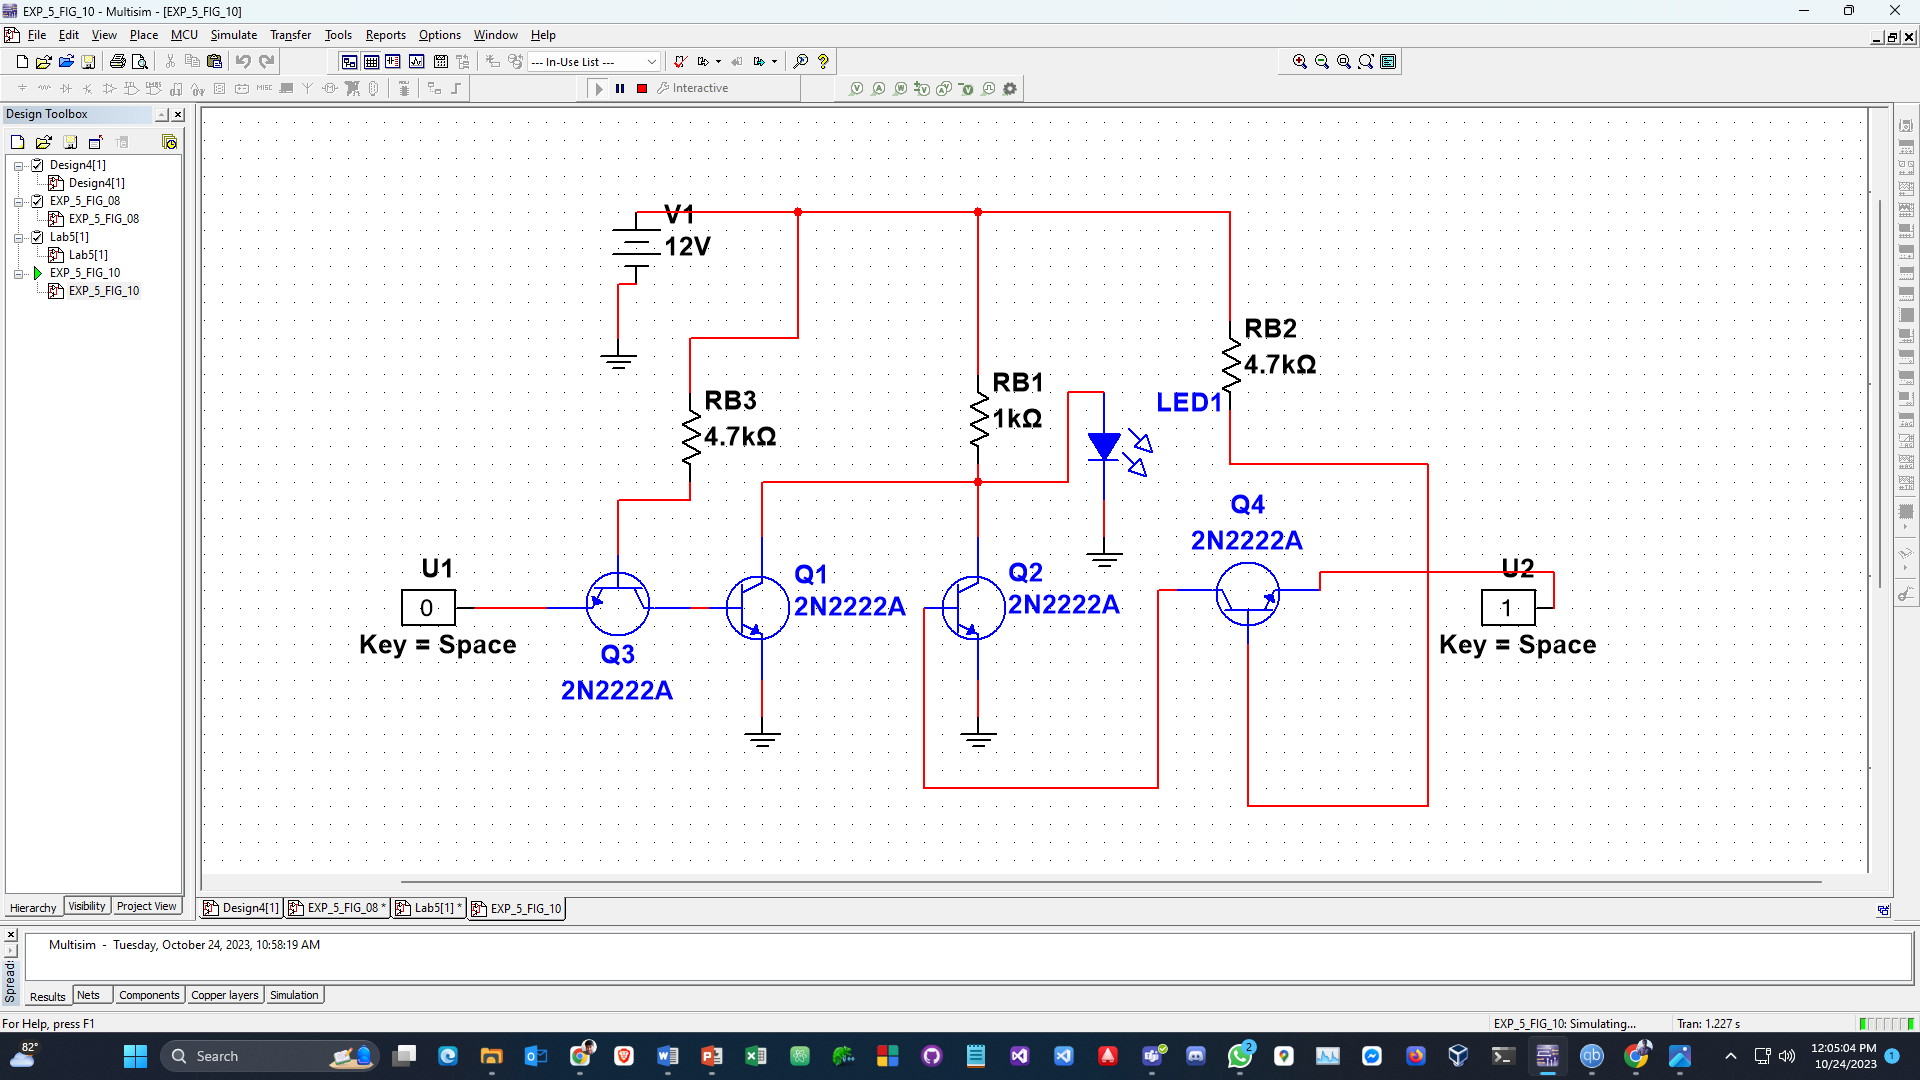 EXP_5_FIG_10 - Multisim - [EXP_5_FIG_10]
File Edit View Place MCU Simulate Transfer Tools Reports Options Window Help
--- In-Use List ---
Interactive
Design Toolbox
Design4[1]
Design4[1]
EXP_5_FIG_08
EXP_5_FIG_08
Lab5[1]
Lab5[1]
EXP_5_FIG_10
EXP_5_FIG_10
V1
12V
RB2
4.7kΩ
RB1
1kΩ
LED1
RB3
4.7kΩ
Q4
2N2222A
U1
0
Key = Space
Q3
2N2222A
Q1
2N2222A
Q2
2N2222A
U2
1
Key = Space
Hierarchy Visibility Project View
Design4[1] EXP_5_FIG_08 * Lab5[1] * EXP_5_FIG_10
Multisim - Tuesday, October 24, 2023, 10:58:19 AM
Results Nets Components Copper layers Simulation
For Help, press F1
EXP_5_FIG_10: Simulating... Tran: 1.227 s
82°
Search
2
12:05:04 PM
10/24/2023
1